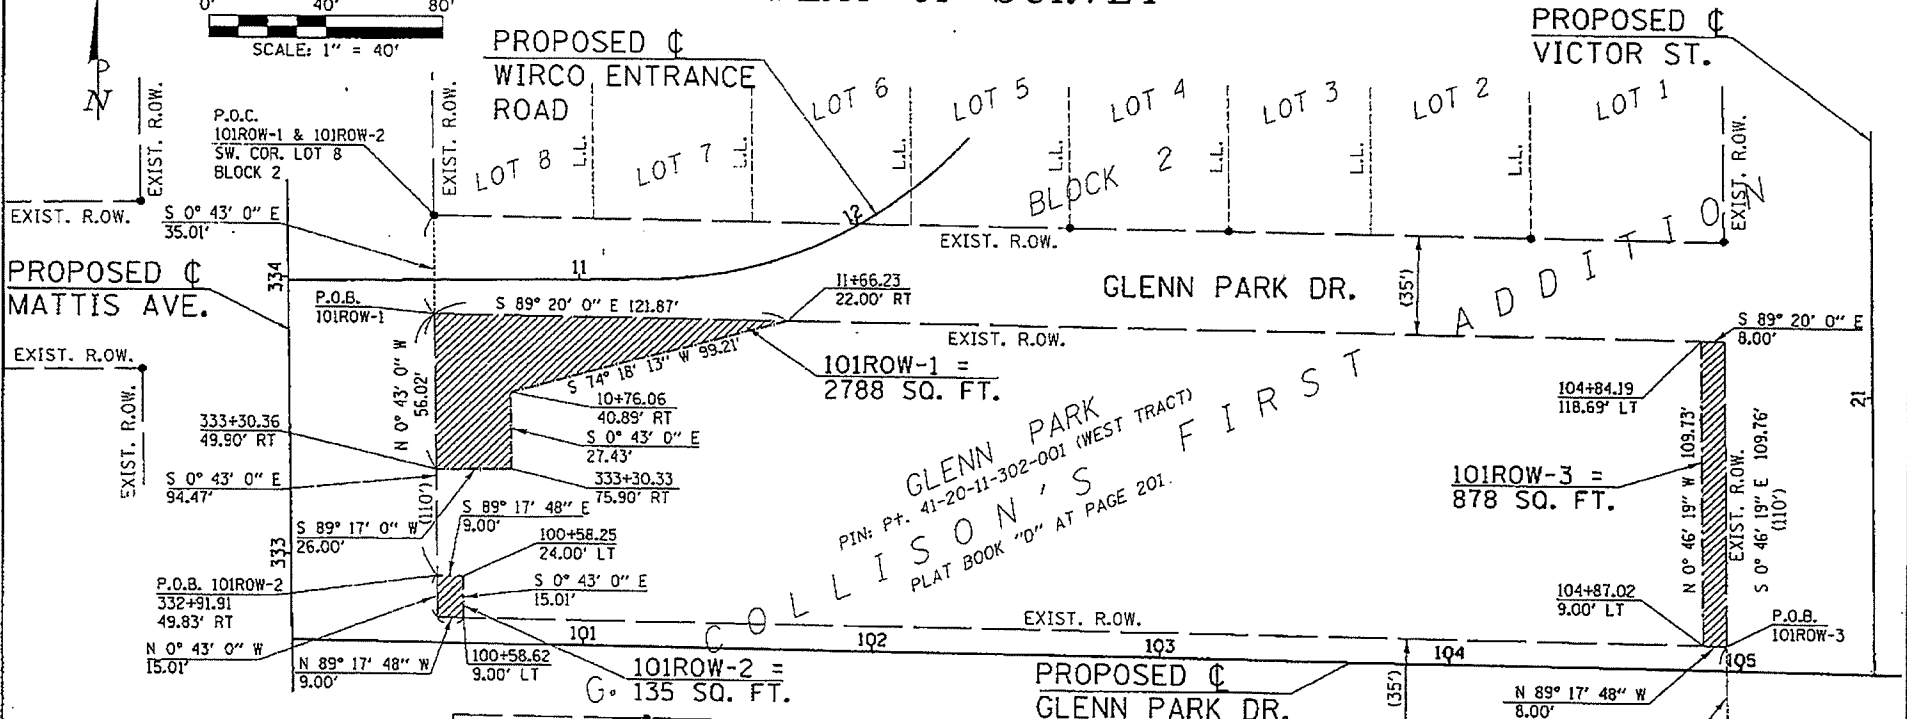 0' 40' 80'
SCALE: 1" = 40'
N
PROPOSED ℄
WIRCO ENTRANCE
ROAD
PROPOSED ℄
VICTOR ST.
P.O.C.
101ROW-1 & 101ROW-2
SW. COR. LOT 8
BLOCK 2
EXIST. R.OW.
EXIST. R.OW.
EXIST. R.OW.
LOT 8
L.L.
LOT 7
L.L.
LOT 6
L.L.
LOT 5
L.L.
LOT 4
L.L.
LOT 3
L.L.
LOT 2
L.L.
LOT 1
EXIST. R.OW.
BLOCK 2
S 0° 43' 0" E
35.01'
12
EXIST. R.OW.
PROPOSED ℄
MATTIS AVE.
334
11
GLENN PARK DR.
(35')
ADDITION
P.O.B.
101ROW-1
S 89° 20' 0" E 121.87'
11+66.23
22.00' RT
EXIST. R.OW.
S 89° 20' 0" E
8.00'
EXIST. R.OW.
EXIST. R.OW.
N 0° 43' 0" W
56.02'
S 74° 18' 13" W 99.21'
101ROW-1 =
2788 SQ. FT.
10+76.06
40.89' RT
104+84.19
118.69' LT
21
333+30.36
49.90' RT
S 0° 43' 0" E
27.43'
GLENN PARK
PIN: Pt. 41-20-11-302-001 (WEST TRACT)
COLLISON'S FIRST
PLAT BOOK "D" AT PAGE 201.
S 0° 43' 0" E
94.47'
(110')
333+30.33
75.90' RT
101ROW-3 =
878 SQ. FT.
N 0° 46' 19" W 109.73'
EXIST. R.OW.
S 0° 46' 19" E 109.76'
(110')
S 89° 17' 0" W
26.00'
S 89° 17' 48" E
9.00'
333
100+58.25
24.00' LT
P.O.B. 101ROW-2
332+91.91
49.83' RT
S 0° 43' 0" E
15.01'
104+87.02
9.00' LT
P.O.B.
101ROW-3
N 0° 43' 0" W
15.01'
EXIST. R.OW.
101
102
103
104
105
N 89° 17' 48" W
9.00'
100+58.62
9.00' LT
101ROW-2 =
135 SQ. FT.
G.
PROPOSED ℄
GLENN PARK DR.
(35')
N 89° 17' 48" W
8.00'